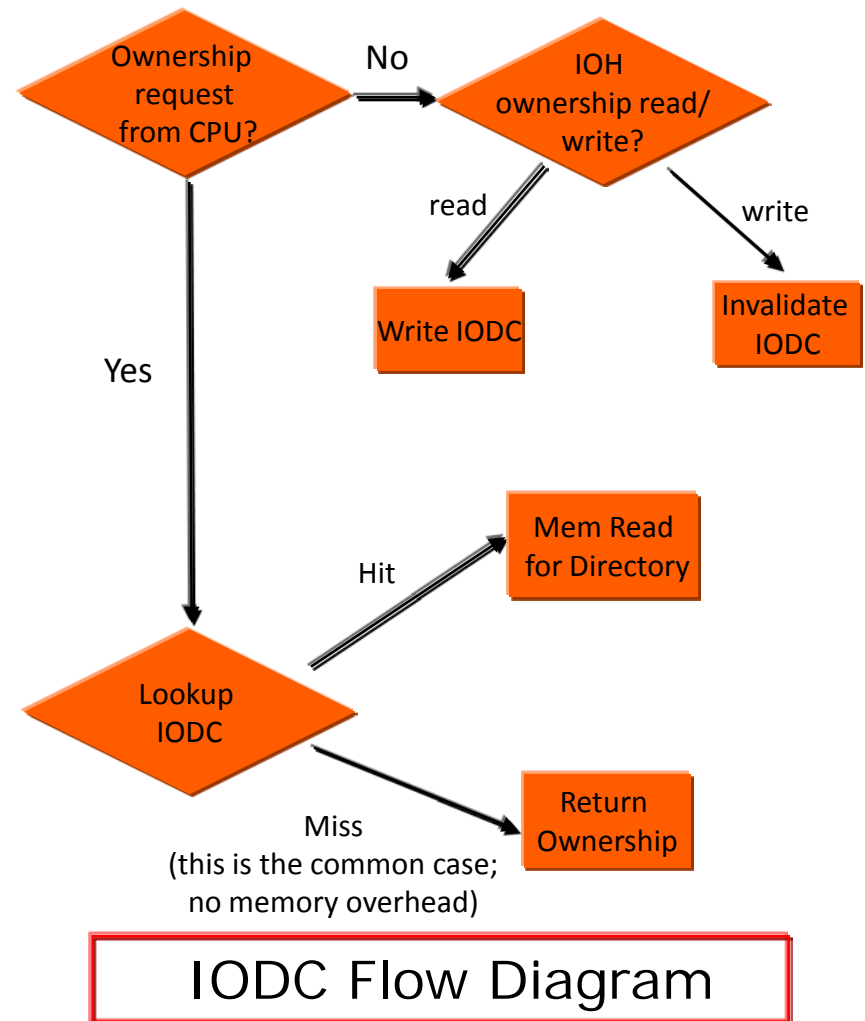 Ownership
request
from CPU?
No
IOH
ownership read/
write?
read
write
Write IODC
Invalidate
IODC
Yes
Mem Read
for Directory
Hit
Lookup
IODC
Return
Ownership
Miss
(this is the common case;
no memory overhead)
IODC Flow Diagram